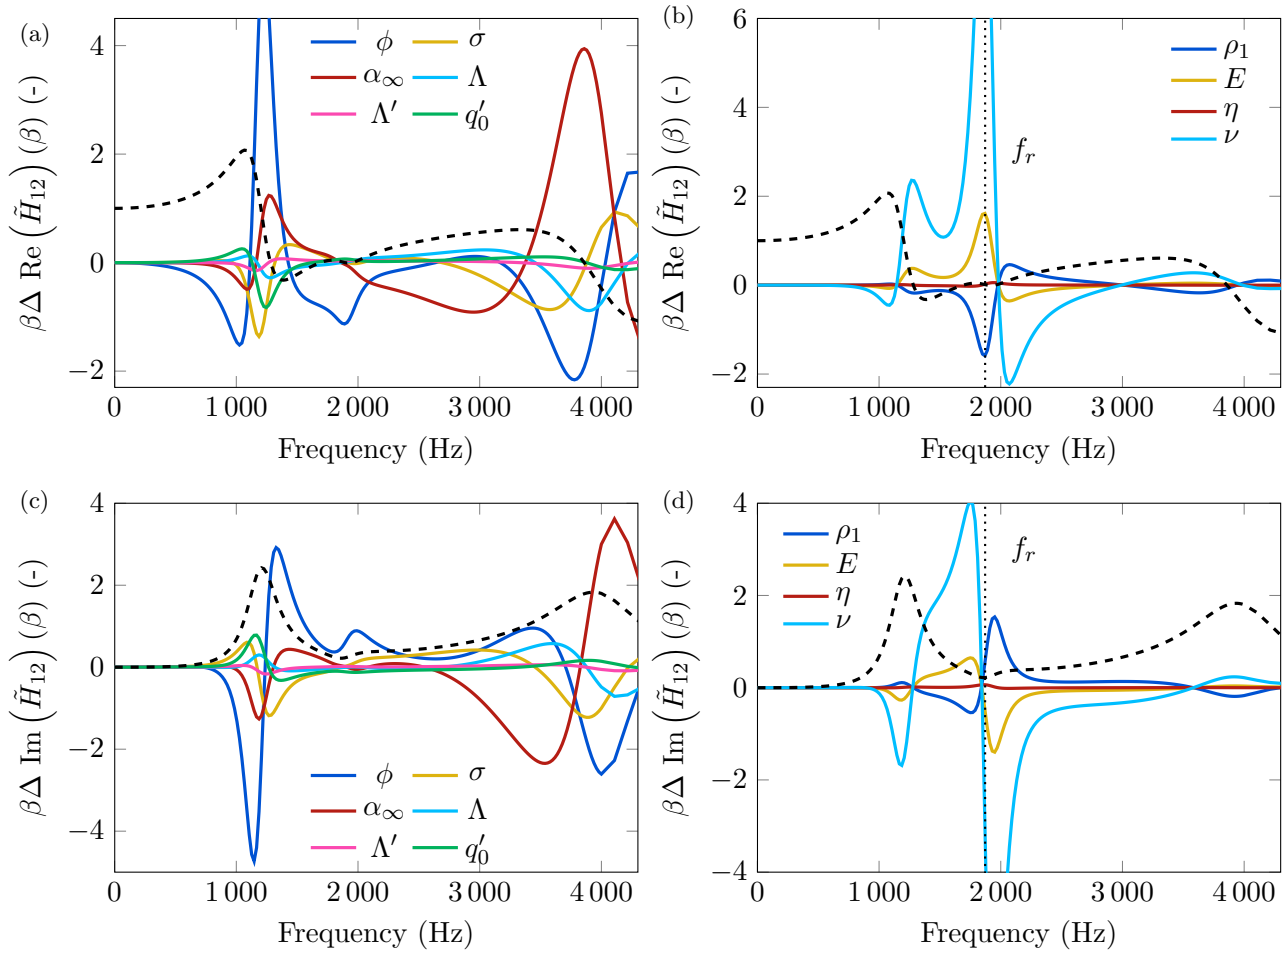 (a)
4
2
0
−2
βΔ Re (H̃₁₂) (β) (-)
ϕ
σ
α∞
Λ
Λ′
q′₀
0
1 000
2 000
3 000
4 000
Frequency (Hz)
(b)
6
4
2
0
−2
βΔ Re (H̃₁₂) (β) (-)
ρ₁
E
η
ν
fᵣ
0
1 000
2 000
3 000
4 000
Frequency (Hz)
(c)
4
2
0
−2
−4
βΔ Im (H̃₁₂) (β) (-)
ϕ
σ
α∞
Λ
Λ′
q′₀
0
1 000
2 000
3 000
4 000
Frequency (Hz)
(d)
4
2
0
−2
−4
βΔ Im (H̃₁₂) (β) (-)
ρ₁
E
η
ν
fᵣ
0
1 000
2 000
3 000
4 000
Frequency (Hz)